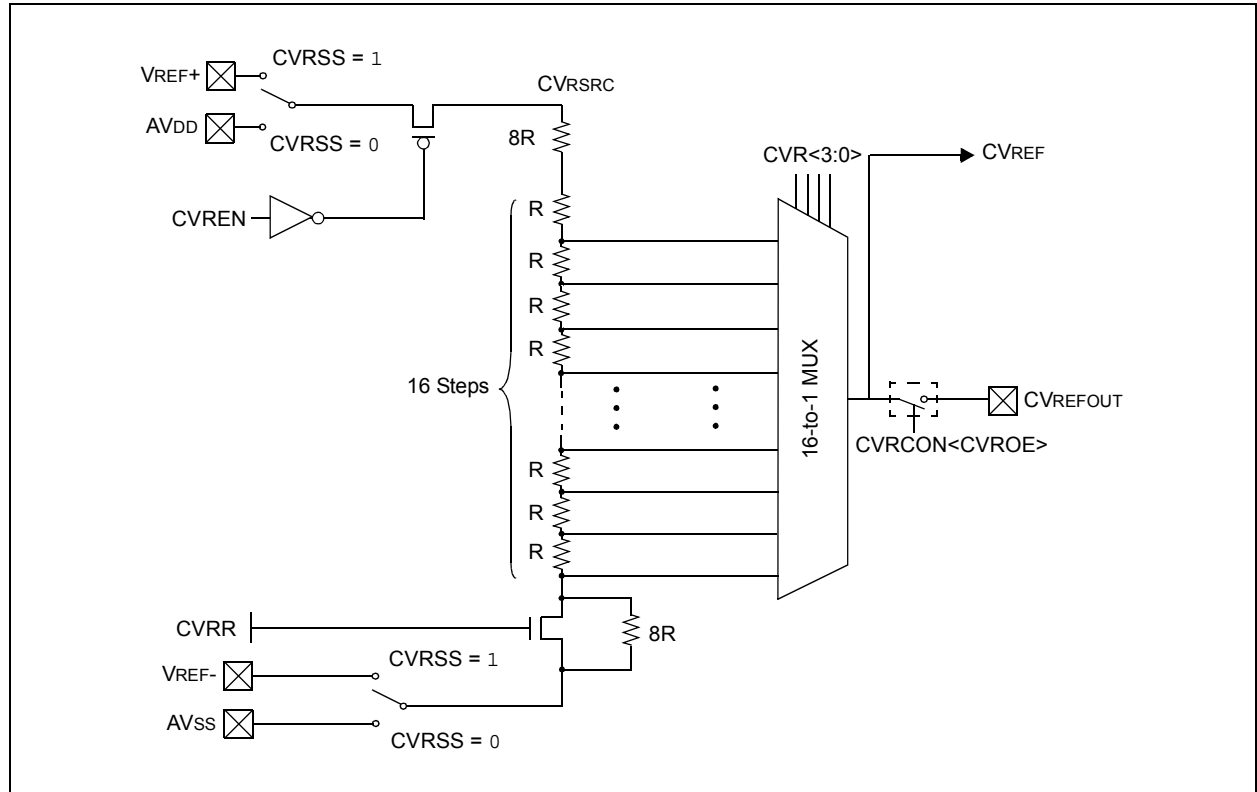 CVRSS = 1
VREF+
CVRSRC
AVDD
8R
CVRSS = 0
CVR<3:0>
CVREF
CVREN
R
R
R
R
16 Steps
16-to-1 MUX
CVREFOUT
CVRCON<CVROE>
R
R
R
CVRR
8R
CVRSS = 1
VREF-
AVSS
CVRSS = 0